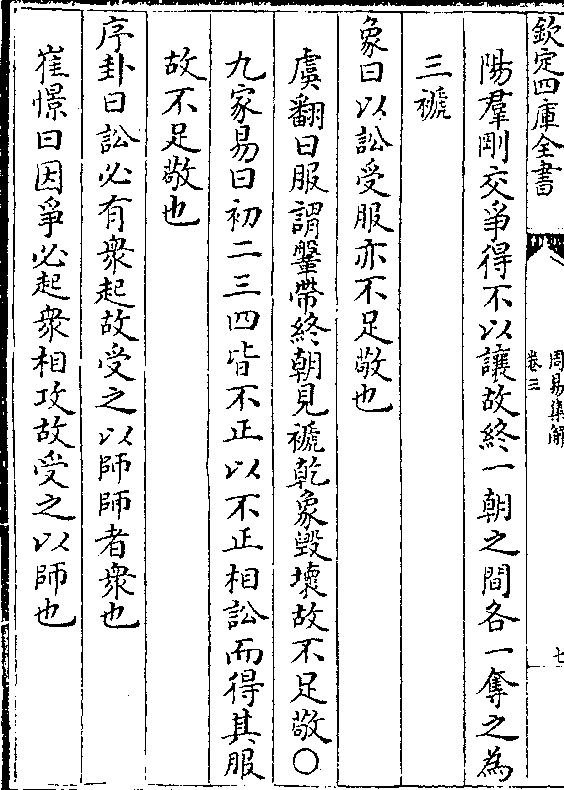 欽定四庫全書
周易集解
卷三
七
陽羣剛交爭得不以讓故終一朝之間各一奪之為
三褫
象曰以訟受服亦不足敬也
虞翻曰服謂鞶帶終朝見褫乾象毀壞故不足敬〇
九家易曰初二三四皆不正以不正相訟而得其服
故不足敬也
序卦曰訟必有衆起故受之以師師者衆也
崔憬曰因爭必起衆相攻故受之以師也